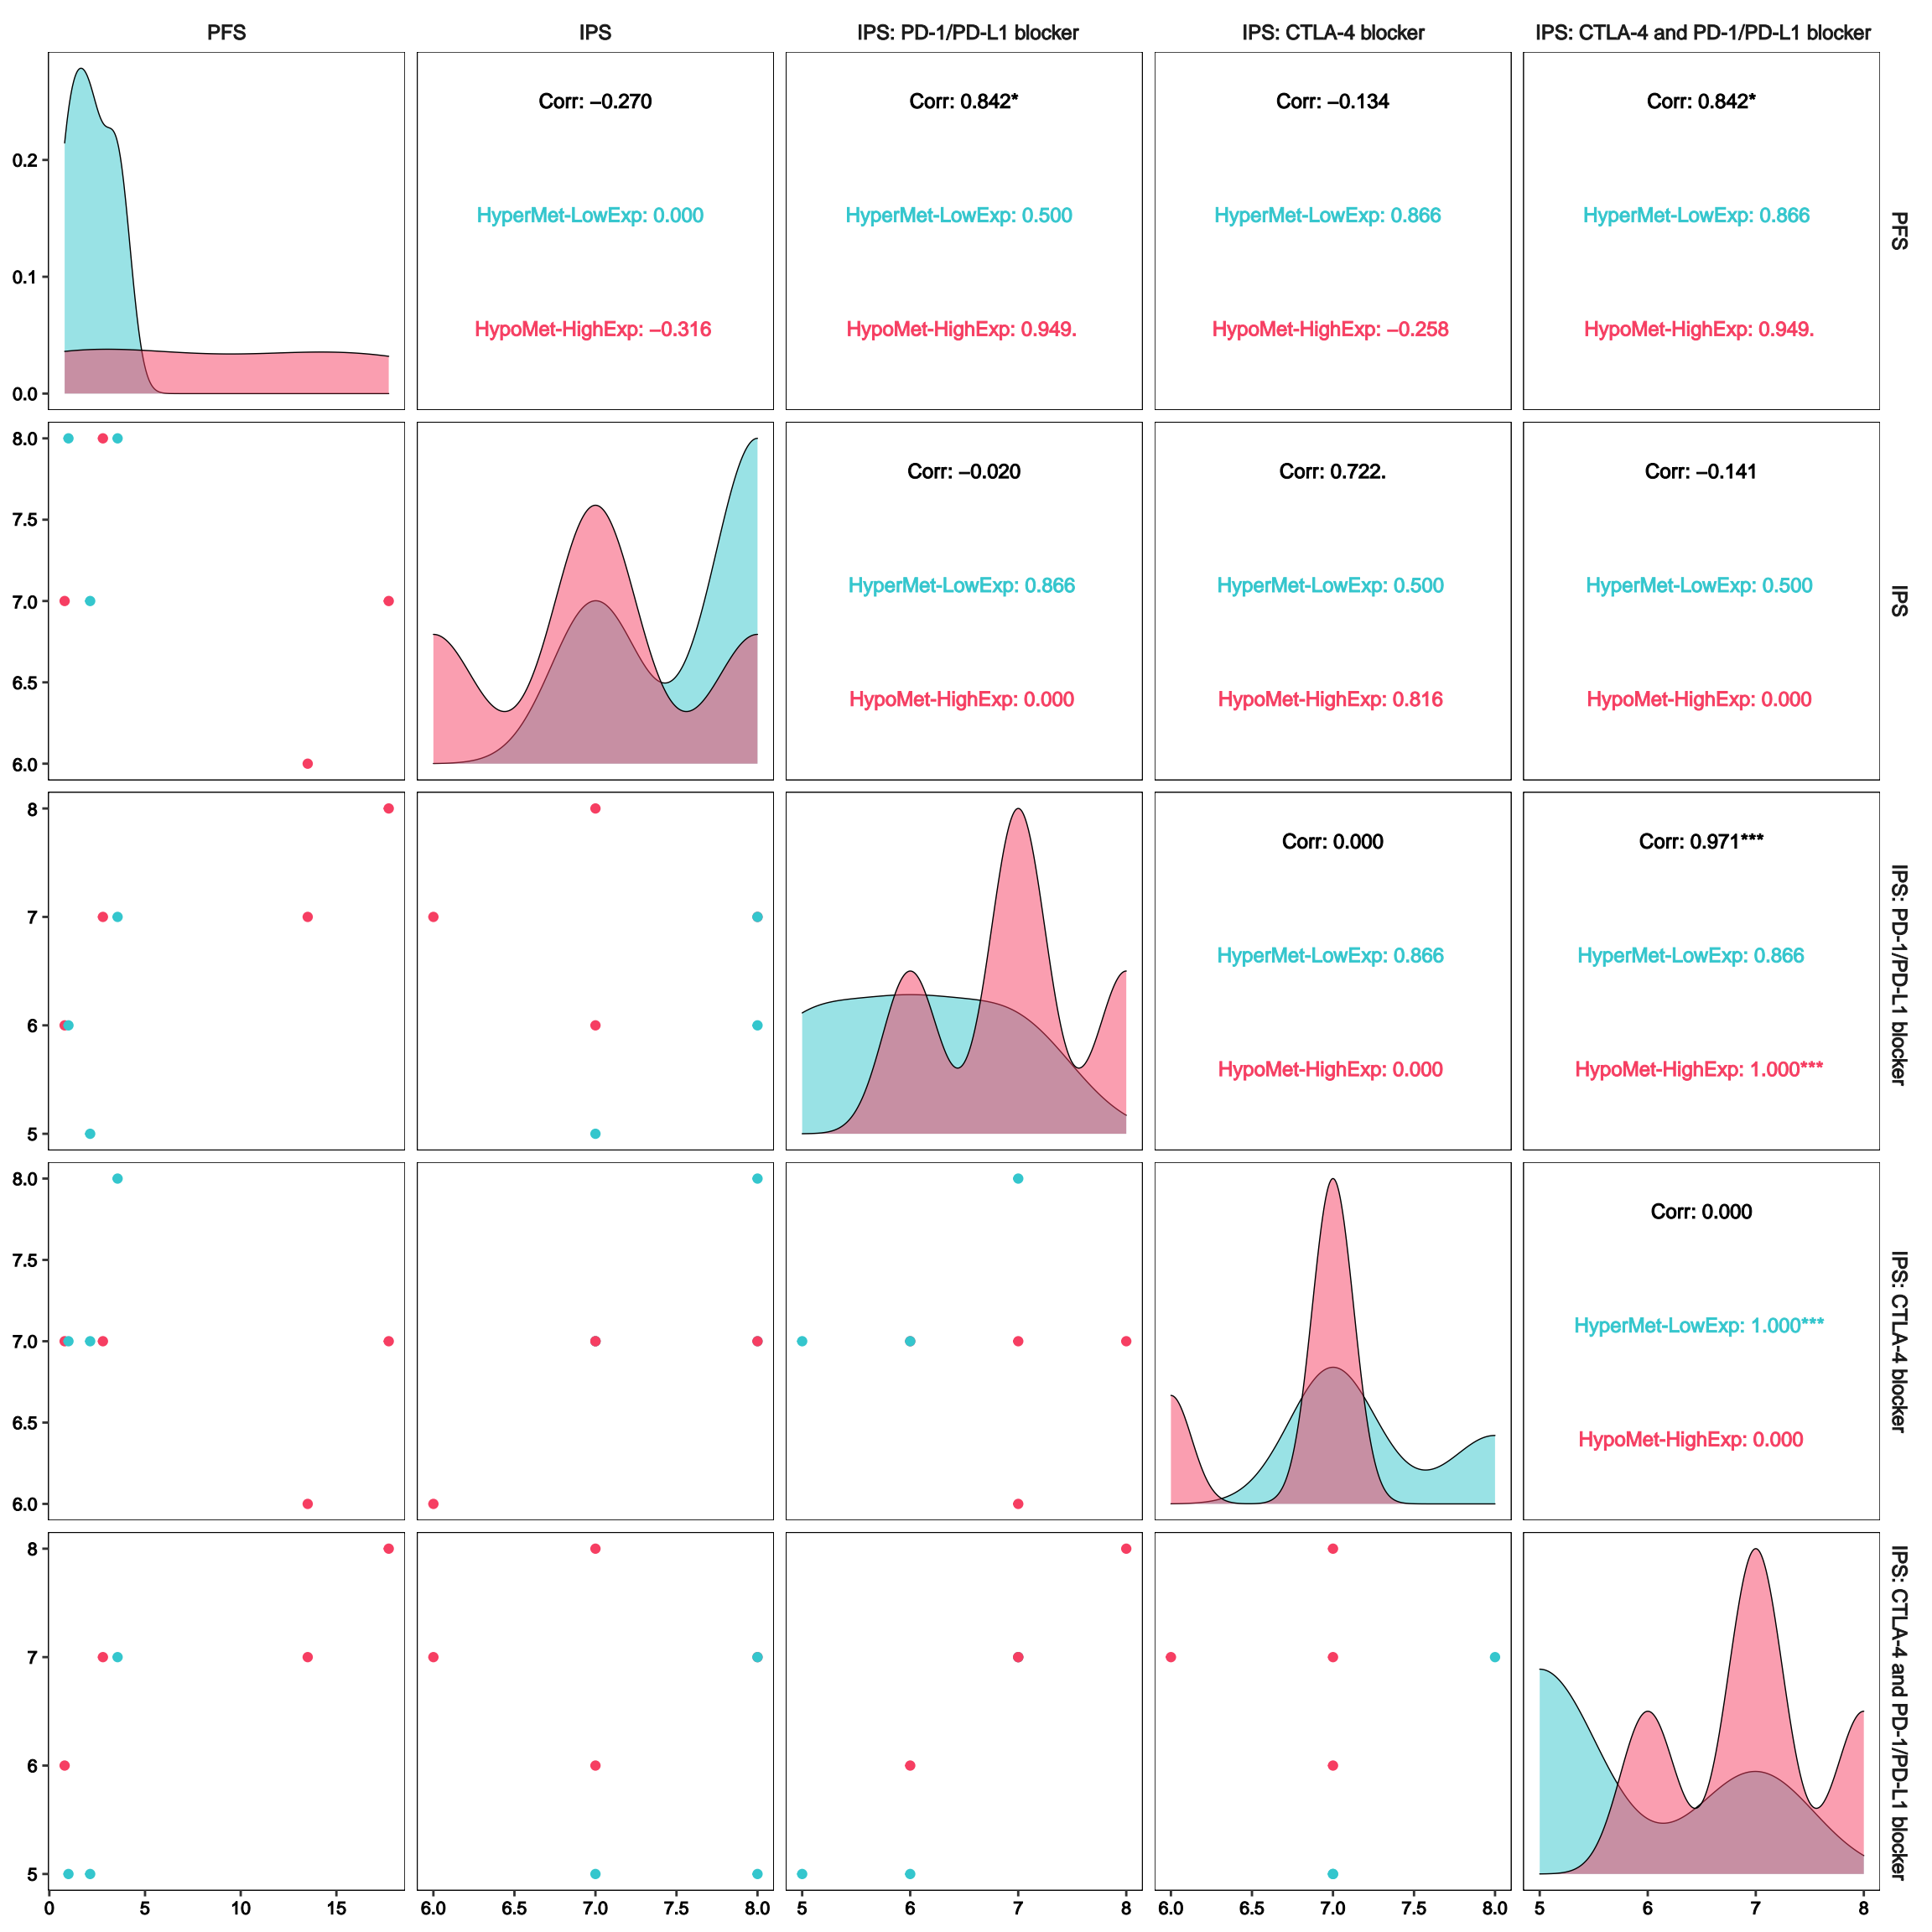 PFS
IPS
IPS: PD-1/PD-L1 blocker
IPS: CTLA-4 blocker
IPS: CTLA-4 and PD-1/PD-L1 blocker
0.2
0.1
0.0
Corr: −0.270
HyperMet-LowExp: 0.000
HypoMet-HighExp: −0.316
Corr: 0.842*
HyperMet-LowExp: 0.500
HypoMet-HighExp: 0.949.
Corr: −0.134
HyperMet-LowExp: 0.866
HypoMet-HighExp: −0.258
Corr: 0.842*
HyperMet-LowExp: 0.866
HypoMet-HighExp: 0.949.
PFS
8.0
7.5
7.0
6.5
6.0
Corr: −0.020
HyperMet-LowExp: 0.866
HypoMet-HighExp: 0.000
Corr: 0.722.
HyperMet-LowExp: 0.500
HypoMet-HighExp: 0.816
Corr: −0.141
HyperMet-LowExp: 0.500
HypoMet-HighExp: 0.000
IPS
8
7
6
5
Corr: 0.000
HyperMet-LowExp: 0.866
HypoMet-HighExp: 0.000
Corr: 0.971***
HyperMet-LowExp: 0.866
HypoMet-HighExp: 1.000***
IPS: PD-1/PD-L1 blocker
8.0
7.5
7.0
6.5
6.0
Corr: 0.000
HyperMet-LowExp: 1.000***
HypoMet-HighExp: 0.000
IPS: CTLA-4 blocker
8
7
6
5
IPS: CTLA-4 and PD-1/PD-L1 blocker
0 5 10 15
6.0 6.5 7.0 7.5 8.0
5 6 7 8
6.0 6.5 7.0 7.5 8.0
5 6 7 8